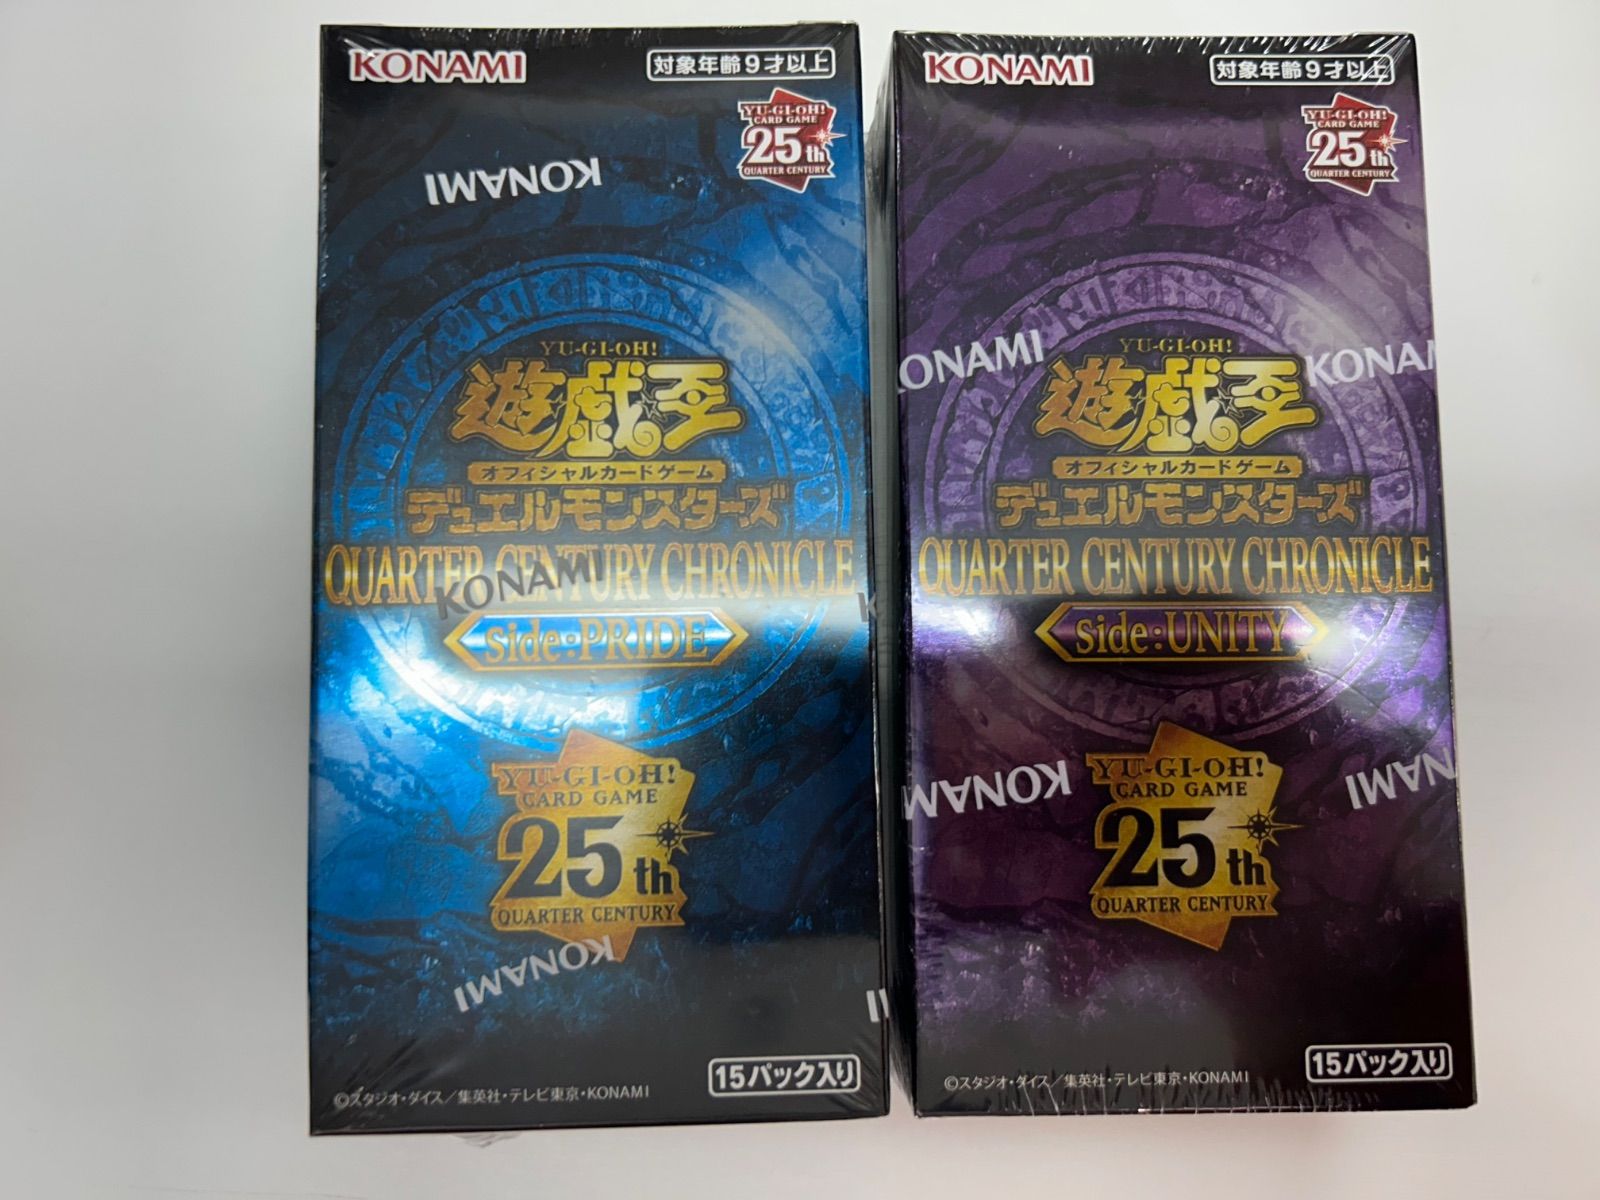 KONAMI
対象年齢9才以上
YU-GI-OH!
CARD GAME
25th
QUARTER CENTURY
KONAMI
YU-GI-OH!
遊☆戯☆王
オフィシャルカードゲーム
デュエルモンスターズ
QUARTER CENTURY CHRONICLE
KONAMI
side:PRIDE
YU-GI-OH!
CARD GAME
25th
QUARTER CENTURY
KONAMI
15パック入り
©スタジオ・ダイス／集英社・テレビ東京・KONAMI
KONAMI
対象年齢9才以上
YU-GI-OH!
CARD GAME
25th
QUARTER CENTURY
KONAMI
KONAMI
YU-GI-OH!
遊☆戯☆王
オフィシャルカードゲーム
デュエルモンスターズ
QUARTER CENTURY CHRONICLE
side:UNITY
KONAMI
KONAMI
YU-GI-OH!
CARD GAME
25th
QUARTER CENTURY
15パック入り
©スタジオ・ダイス／集英社・テレビ東京・KONAMI